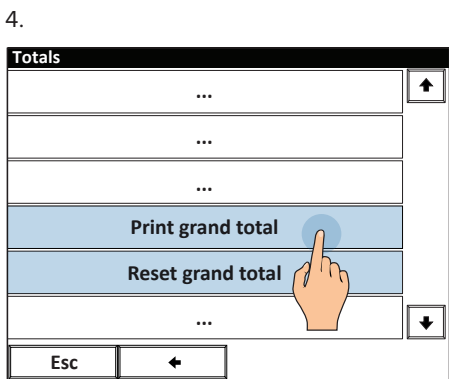 4.
Totals
...
...
...
Print grand total
Reset grand total
...
Esc